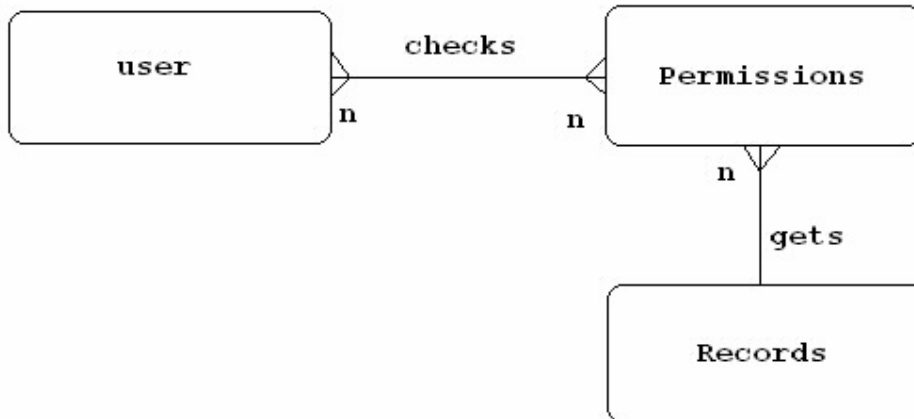 checks
user
Permissions
n
n
n
gets
Records